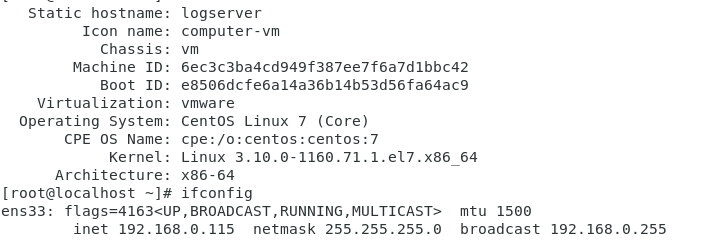 Static hostname: logserver
Icon name: computer-vm
Chassis: vm
Machine ID: 6ec3c3ba4cd949f387ee7f6a7d1bbc42
Boot ID: e8506dcfe6a14a36b14b53d56fa64ac9
Virtualization: vmware
Operating System: CentOS Linux 7 (Core)
CPE OS Name: cpe:/o:centos:centos:7
Kernel: Linux 3.10.0-1160.71.1.el7.x86_64
Architecture: x86-64
[root@localhost ~]# ifconfig
ens33: flags=4163<UP,BROADCAST,RUNNING,MULTICAST>  mtu 1500
inet 192.168.0.115  netmask 255.255.255.0  broadcast 192.168.0.255